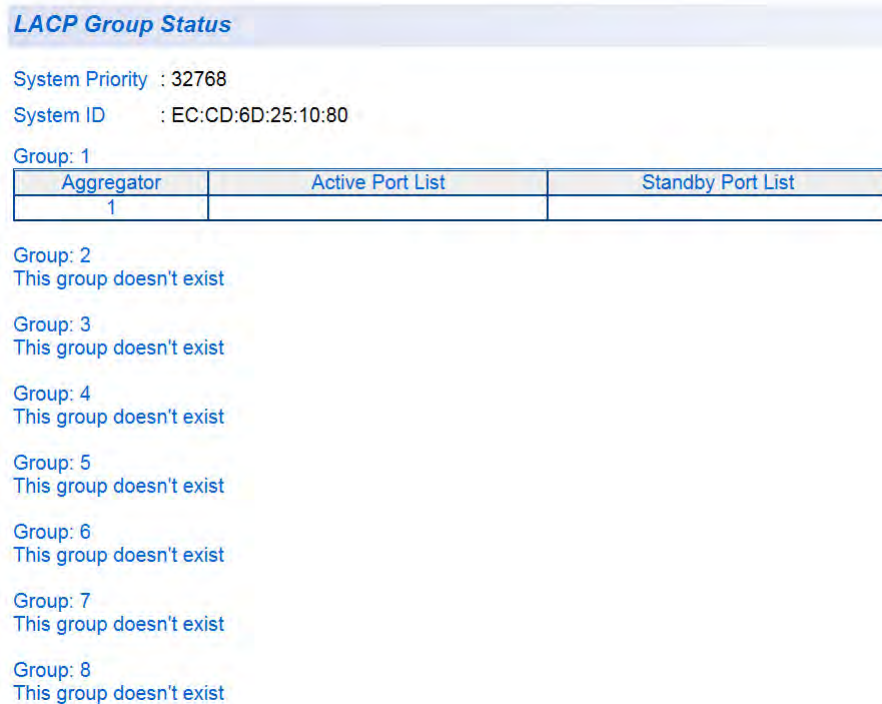 LACP Group Status
System Priority : 32768
System ID : EC:CD:6D:25:10:80
Group: 1
Aggregator Active Port List Standby Port List
1
Group: 2
This group doesn't exist
Group: 3
This group doesn't exist
Group: 4
This group doesn't exist
Group: 5
This group doesn't exist
Group: 6
This group doesn't exist
Group: 7
This group doesn't exist
Group: 8
This group doesn't exist